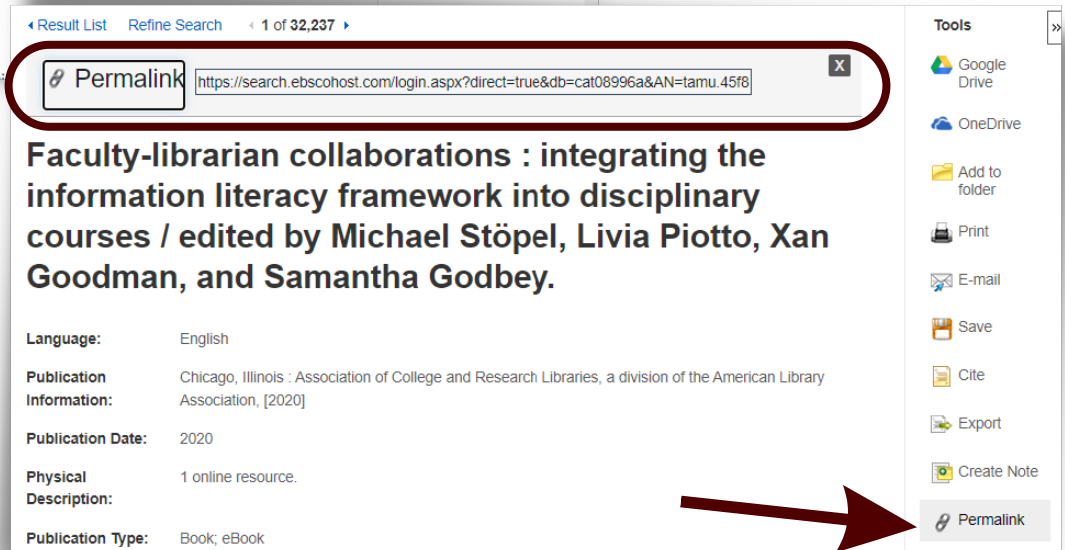 Result List Refine Search 1 of 32,237
Permalink https://search.ebscohost.com/login.aspx?direct=true&db=cat08996a&AN=tamu.45f8 X
Faculty-librarian collaborations : integrating the
information literacy framework into disciplinary
courses / edited by Michael Stöpel, Livia Piotto, Xan
Goodman, and Samantha Godbey.
Language: English
Publication Chicago, Illinois : Association of College and Research Libraries, a division of the American Library
Information: Association, [2020]
Publication Date: 2020
Physical 1 online resource.
Description:
Publication Type: Book; eBook
Tools »
Google
Drive
OneDrive
Add to
folder
Print
E-mail
Save
Cite
Export
Create Note
Permalink